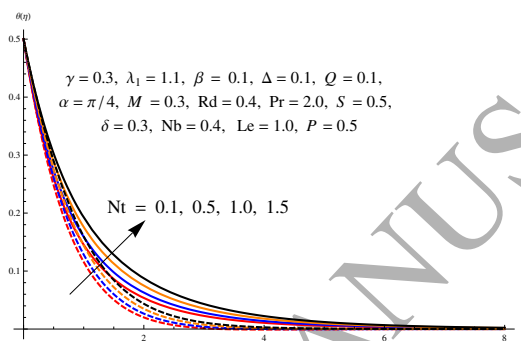 θ(η)
0.5
γ = 0.3, λ₁ = 1.1, β = 0.1, Δ = 0.1, Q = 0.1,
α = π/4, M = 0.3, Rd = 0.4, Pr = 2.0, S = 0.5,
δ = 0.3, Nb = 0.4, Le = 1.0, P = 0.5
0.4
0.3
Nt = 0.1, 0.5, 1.0, 1.5
0.2
0.1
2 4 6 8
ANUS